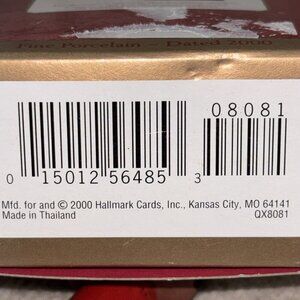 Fine Porcelain – Dated 2000
08081
0 15012 56485 3
Mfd. for and © 2000 Hallmark Cards, Inc., Kansas City, MO 64141
Made in Thailand QX8081